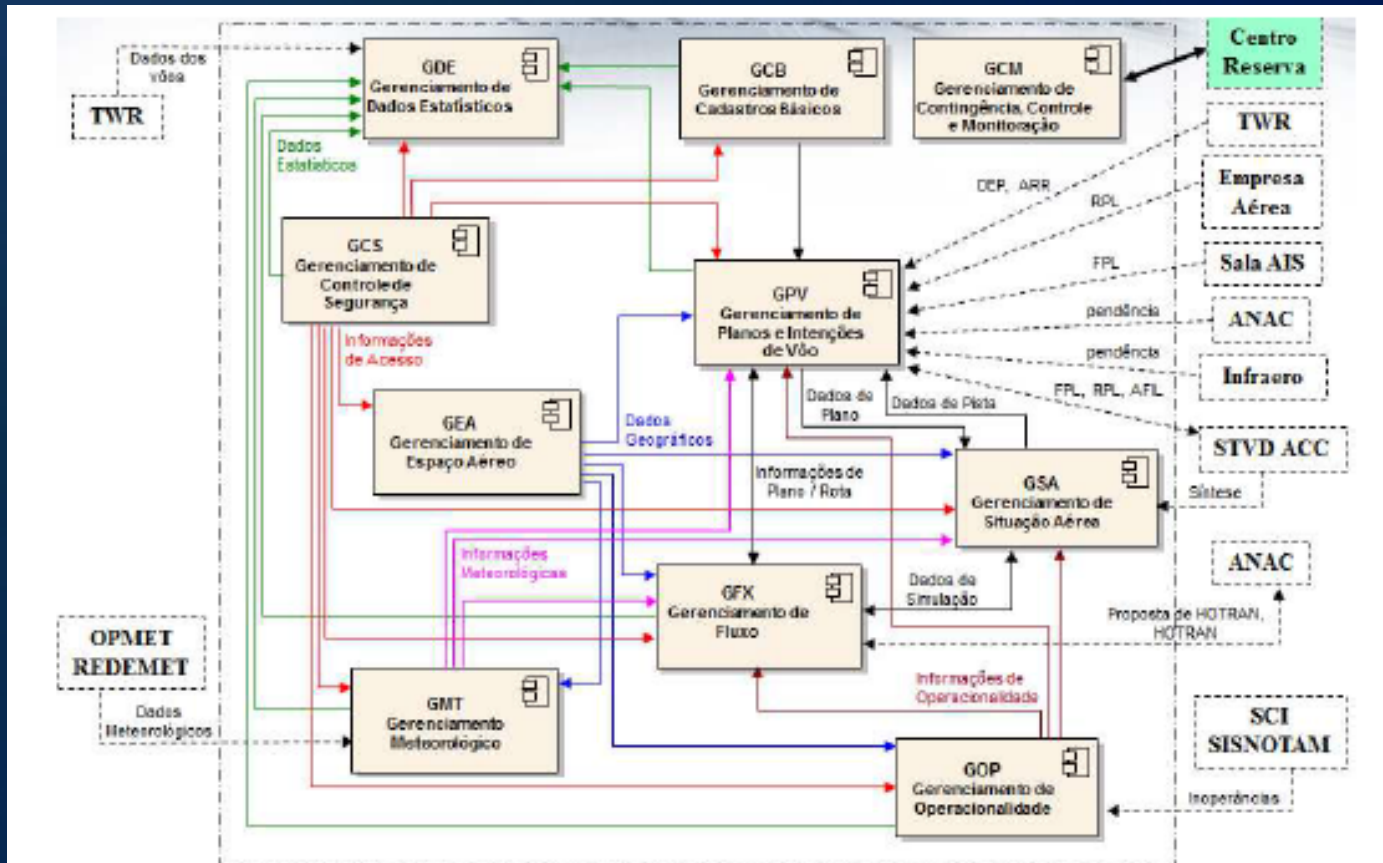 Dados dos
vôos
TWR
GDE
Gerenciamento de
Dados Estatísticos
GCB
Gerenciamento de
Cadastros Básicos
GCM
Gerenciamento de
Contingência, Controle
e Monitoração
Centro
Reserva
TWR
DEP, ARR
Empresa
Aérea
RPL
Sala AIS
FPL
ANAC
pendência
Infraero
pendência
FPL, RPL, AFIL
STVD ACC
Síntese
Dados
Estatísticos
GCS
Gerenciamento de
Controle de
Segurança
Informações
de Acesso
GPV
Gerenciamento de
Planos e Intenções
de Vôo
Dados de
Plano
Dados de Pista
GEA
Gerenciamento de
Espaço Aéreo
Dados
Geográficos
Informações de
Plano / Rota
GSA
Gerenciamento de
Situação Aérea
Informações
Meteorológicas
GFX
Gerenciamento de
Fluxo
Dados de
Simulação
ANAC
Proposta de HOTRAN,
HOTRAN
OPMET
REDEMET
Dados
Meteorológicos
GMT
Gerenciamento
Meteorológico
Informações de
Operacionalidade
GOP
Gerenciamento de
Operacionalidade
SCI
SISNOTAM
Inoperâncias